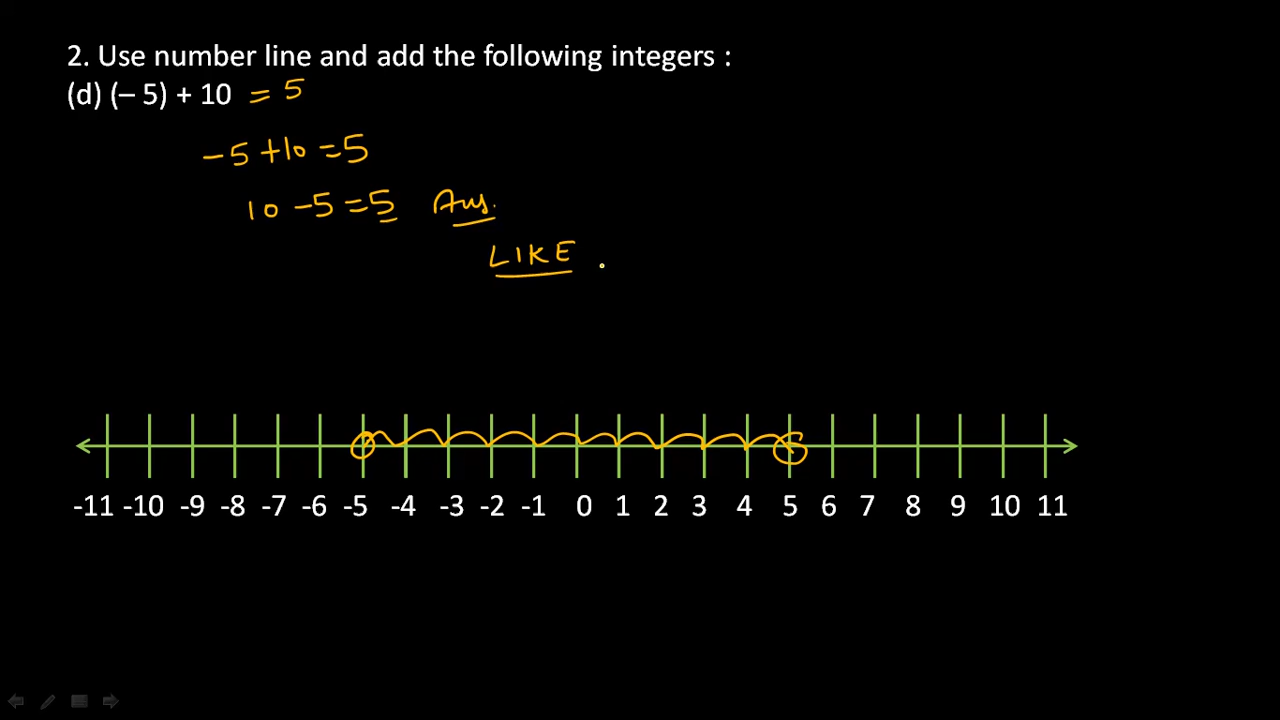 2. Use number line and add the following integers :
(d) (– 5) + 10 = 5
-5 +10 = 5
10 -5 = 5 Ans.
LIKE
-11 -10 -9 -8 -7 -6 -5 -4 -3 -2 -1 0 1 2 3 4 5 6 7 8 9 10 11